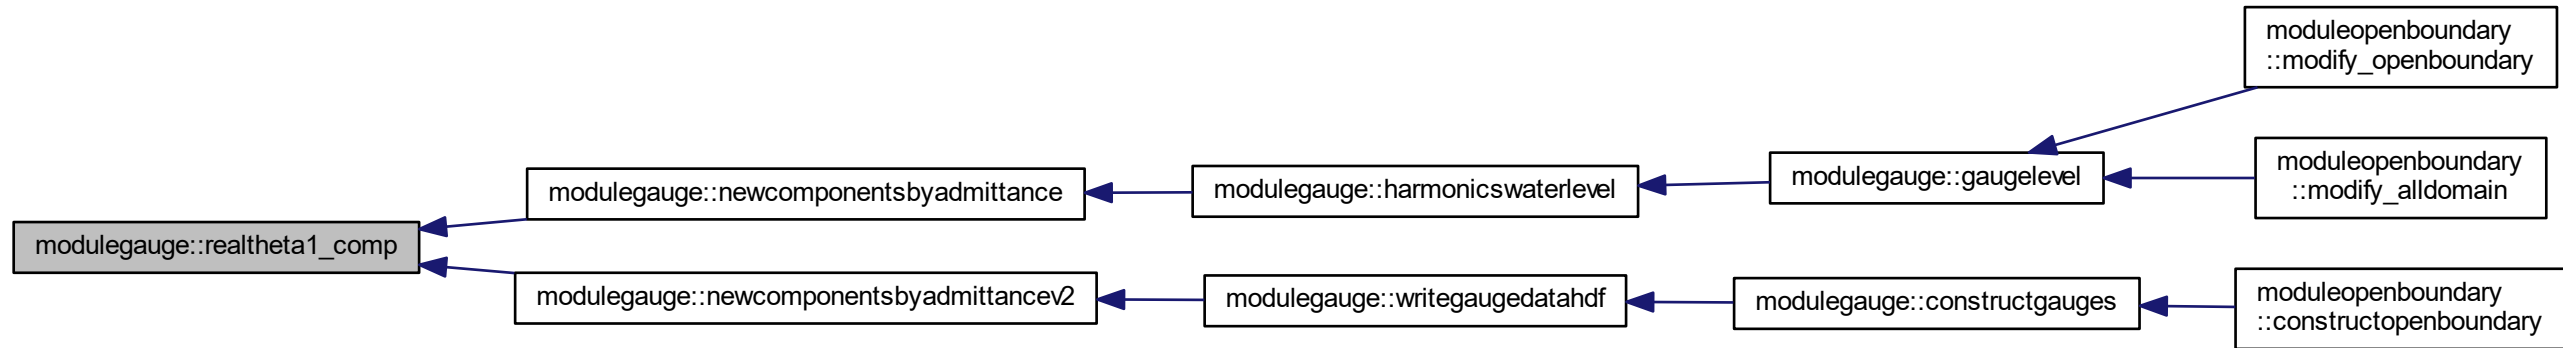 moduleopenboundary
::modify_openboundary
modulegauge::newcomponentsbyadmittance
modulegauge::harmonicswaterlevel
modulegauge::gaugelevel
moduleopenboundary
::modify_alldomain
modulegauge::realtheta1_comp
modulegauge::newcomponentsbyadmittancev2
modulegauge::writegaugedatahdf
modulegauge::constructgauges
moduleopenboundary
::constructopenboundary